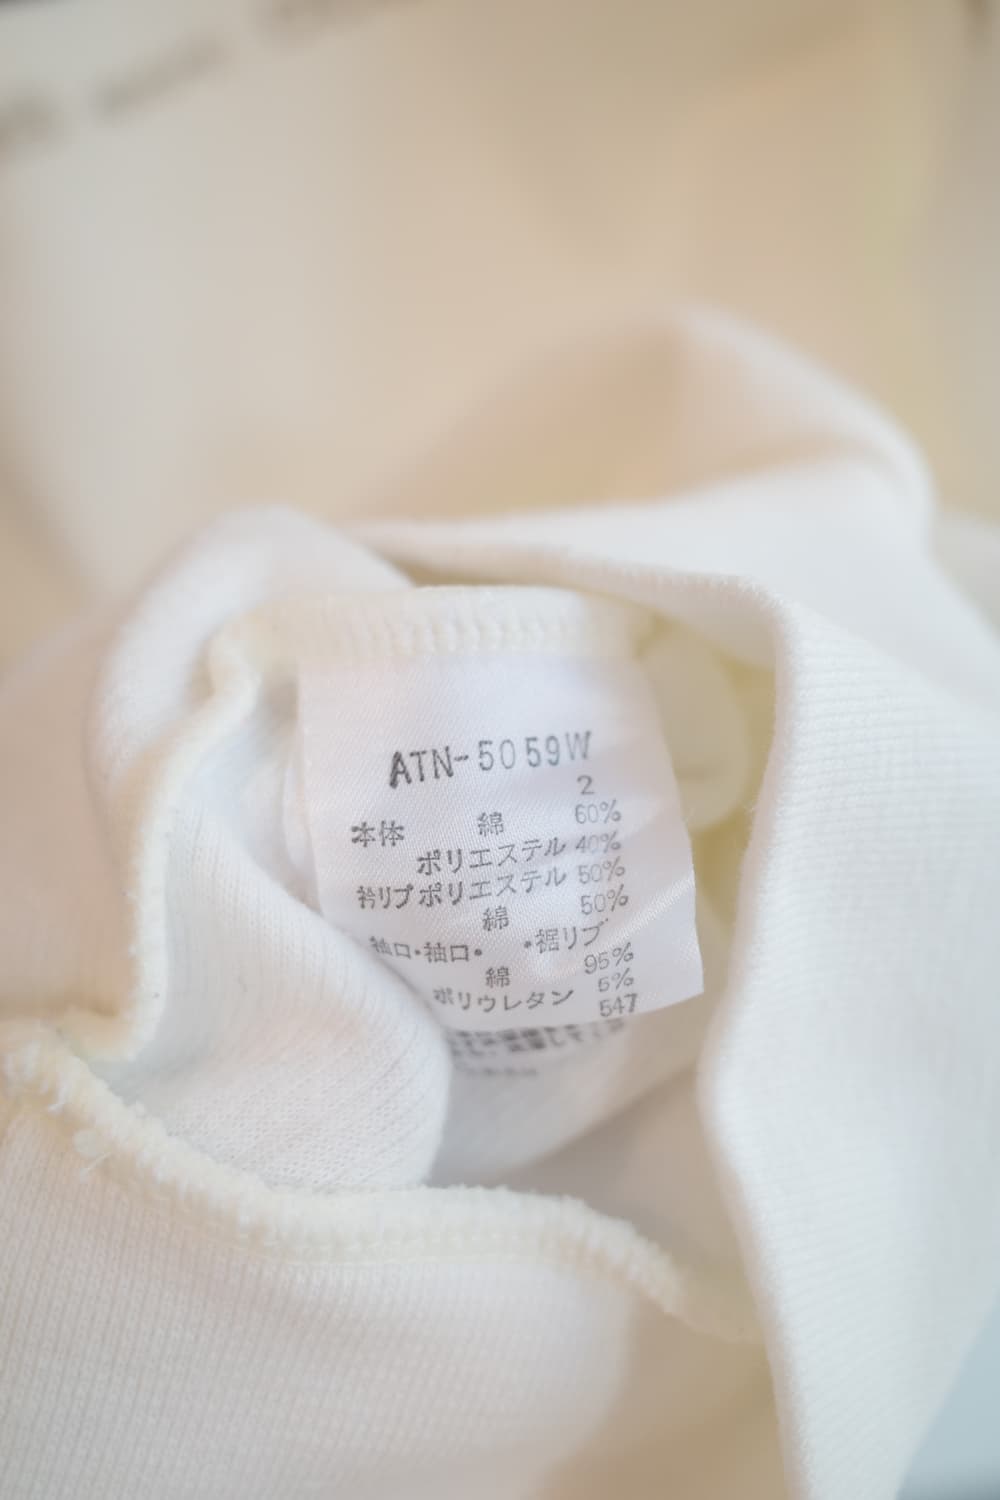 ATN-5059W
2
本体 綿 60%
ポリエステル 40%
衿リブ ポリエステル 50%
綿 50%
袖口・袖口・ ・裾リブ
綿 95%
ポリウレタン 5%
547